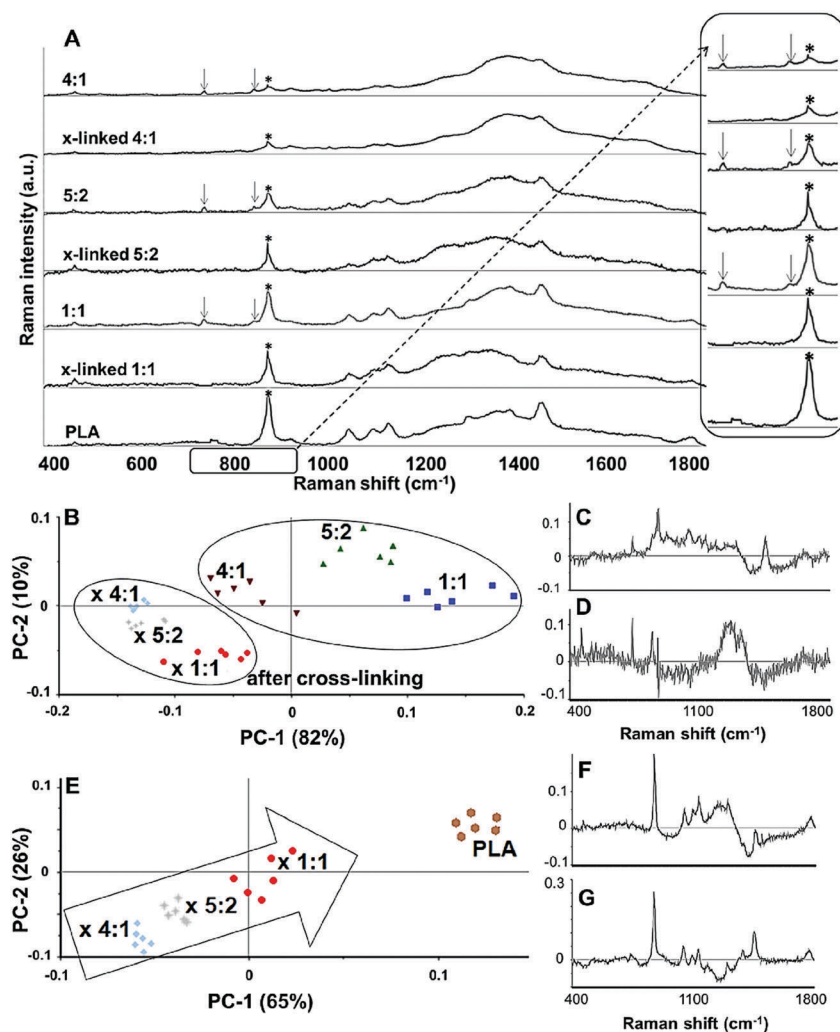 A
4:1
x-linked 4:1
5:2
x-linked 5:2
1:1
x-linked 1:1
PLA
Raman intensity (a.u.)
400 600 800 1000 1200 1400 1600 1800
Raman shift (cm⁻¹)
* * * * * * *
* * * * * * *
B
0.1
0
-0.1
PC-2 (10%)
4:1
5:2
1:1
x 4:1
x 5:2
x 1:1
after cross-linking
-0.2 -0.1 0 0.1 0.2
PC-1 (82%)
C
0.1
0
-0.1
D
0.1
0
-0.1
400 1100 1800
Raman shift (cm⁻¹)
E
0.1
0
-0.1
PC-2 (26%)
x 1:1
x 5:2
x 4:1
PLA
-0.1 0 0.1
PC-1 (65%)
F
0.1
0
-0.1
G
0.3
0
400 1100 1800
Raman shift (cm⁻¹)